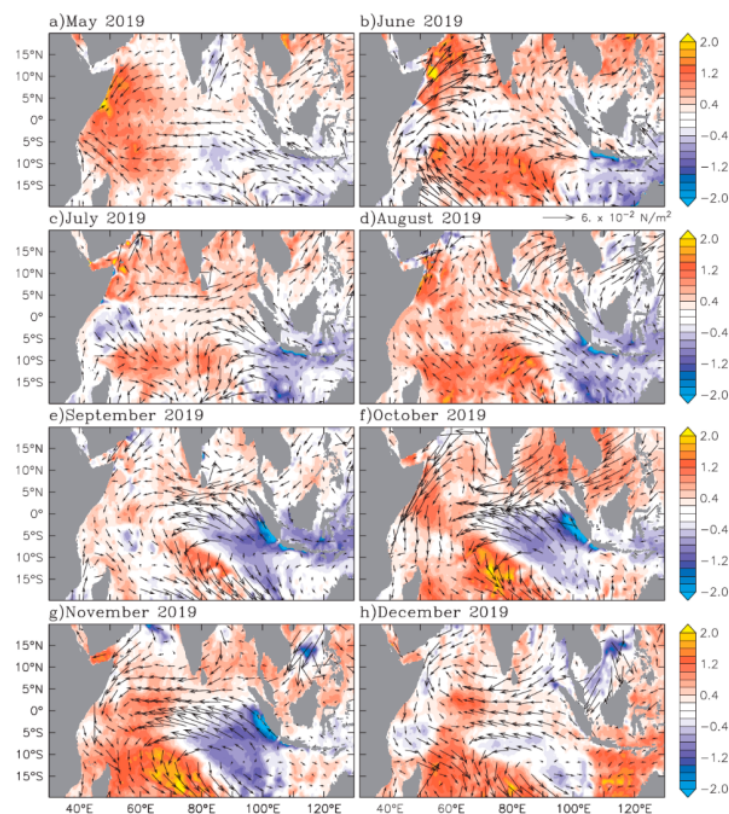 a)May 2019
b)June 2019
15°N
10°N
5°N
0°
5°S
10°S
15°S
2.0
1.2
0.4
−0.4
−1.2
−2.0
c)July 2019
d)August 2019
6. x 10⁻² N/m²
15°N
10°N
5°N
0°
5°S
10°S
15°S
2.0
1.2
0.4
−0.4
−1.2
−2.0
e)September 2019
f)October 2019
15°N
10°N
5°N
0°
5°S
10°S
15°S
2.0
1.2
0.4
−0.4
−1.2
−2.0
g)November 2019
h)December 2019
15°N
10°N
5°N
0°
5°S
10°S
15°S
2.0
1.2
0.4
−0.4
−1.2
−2.0
40°E 60°E 80°E 100°E 120°E
40°E 60°E 80°E 100°E 120°E